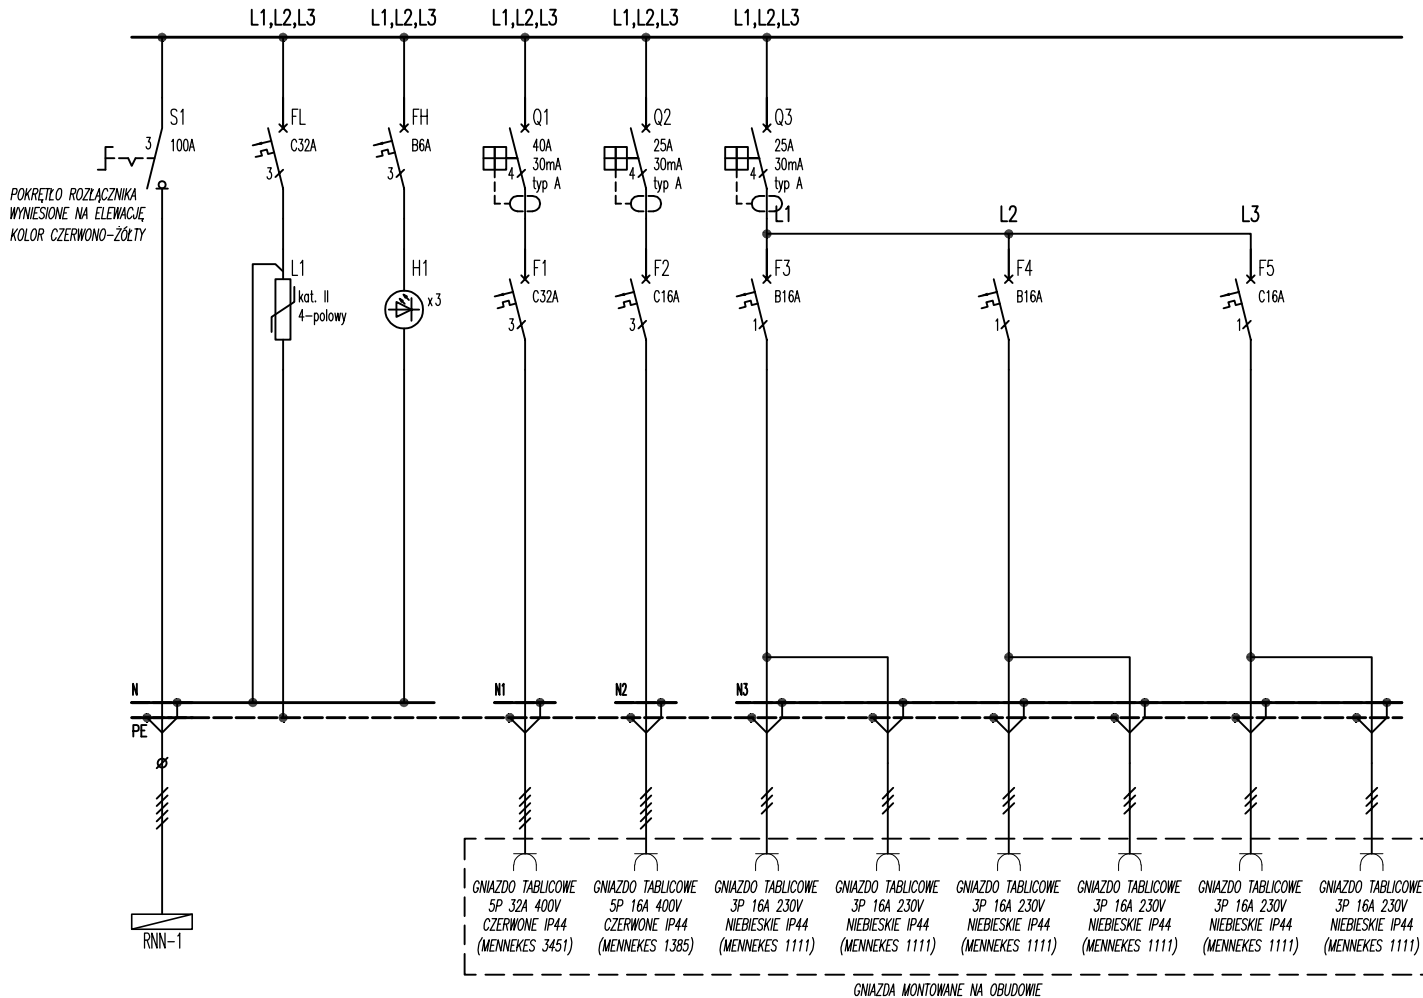 L1,L2,L3
L1,L2,L3
L1,L2,L3
L1,L2,L3
L1,L2,L3
S1
100A
3
POKRĘTŁO ROZŁĄCZNIKA
WYNIESIONE NA ELEWACJĘ
KOLOR CZERWONO-ŻÓŁTY
FL
C32A
3
FH
B6A
3
Q1
40A
30mA
typ A
4
Q2
25A
30mA
typ A
4
Q3
25A
30mA
typ A
4
L1
L2
L3
L1
kat. II
4-polowy
H1
x3
F1
C32A
3
F2
C16A
3
F3
B16A
1
F4
B16A
1
F5
C16A
1
N
N1
N2
N3
PE
RNN-1
GNIAZDO TABLICOWE
5P 32A 400V
CZERWONE IP44
(MENNEKES 3451)
GNIAZDO TABLICOWE
5P 16A 400V
CZERWONE IP44
(MENNEKES 1385)
GNIAZDO TABLICOWE
3P 16A 230V
NIEBIESKIE IP44
(MENNEKES 1111)
GNIAZDO TABLICOWE
3P 16A 230V
NIEBIESKIE IP44
(MENNEKES 1111)
GNIAZDO TABLICOWE
3P 16A 230V
NIEBIESKIE IP44
(MENNEKES 1111)
GNIAZDO TABLICOWE
3P 16A 230V
NIEBIESKIE IP44
(MENNEKES 1111)
GNIAZDO TABLICOWE
3P 16A 230V
NIEBIESKIE IP44
(MENNEKES 1111)
GNIAZDO TABLICOWE
3P 16A 230V
NIEBIESKIE IP44
(MENNEKES 1111)
GNIAZDA MONTOWANE NA OBUDOWIE